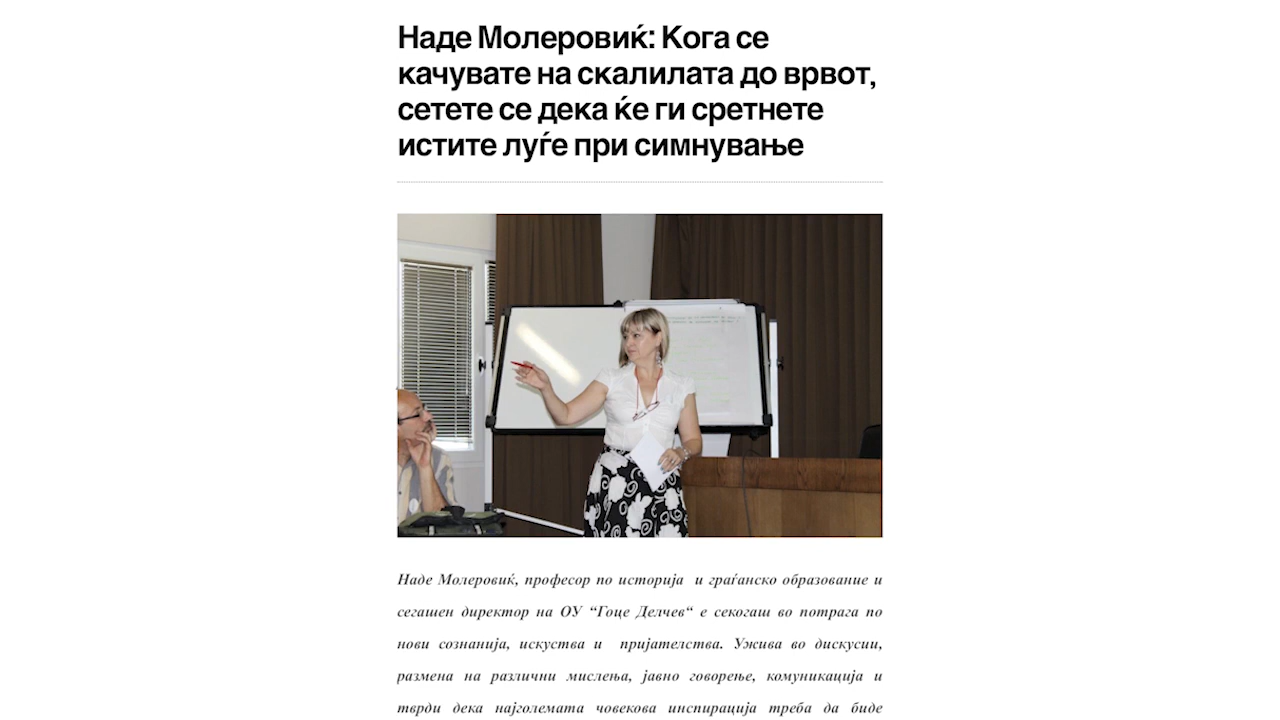 Наде Молеровиќ: Кога се
качувате на скалилата до врвот,
сетете се дека ќе ги сретнете
истите луѓе при симнување
Наде Молеровиќ, професор по историја и граѓанско образование и
сегашен директор на ОУ “Гоце Делчев“ е секогаш во потрага по
нови сознанија, искуства и пријателства. Ужива во дискусии,
размена на различни мислења, јавно говорење, комуникација и
тврди дека најголемата човекова инспирација треба да биде